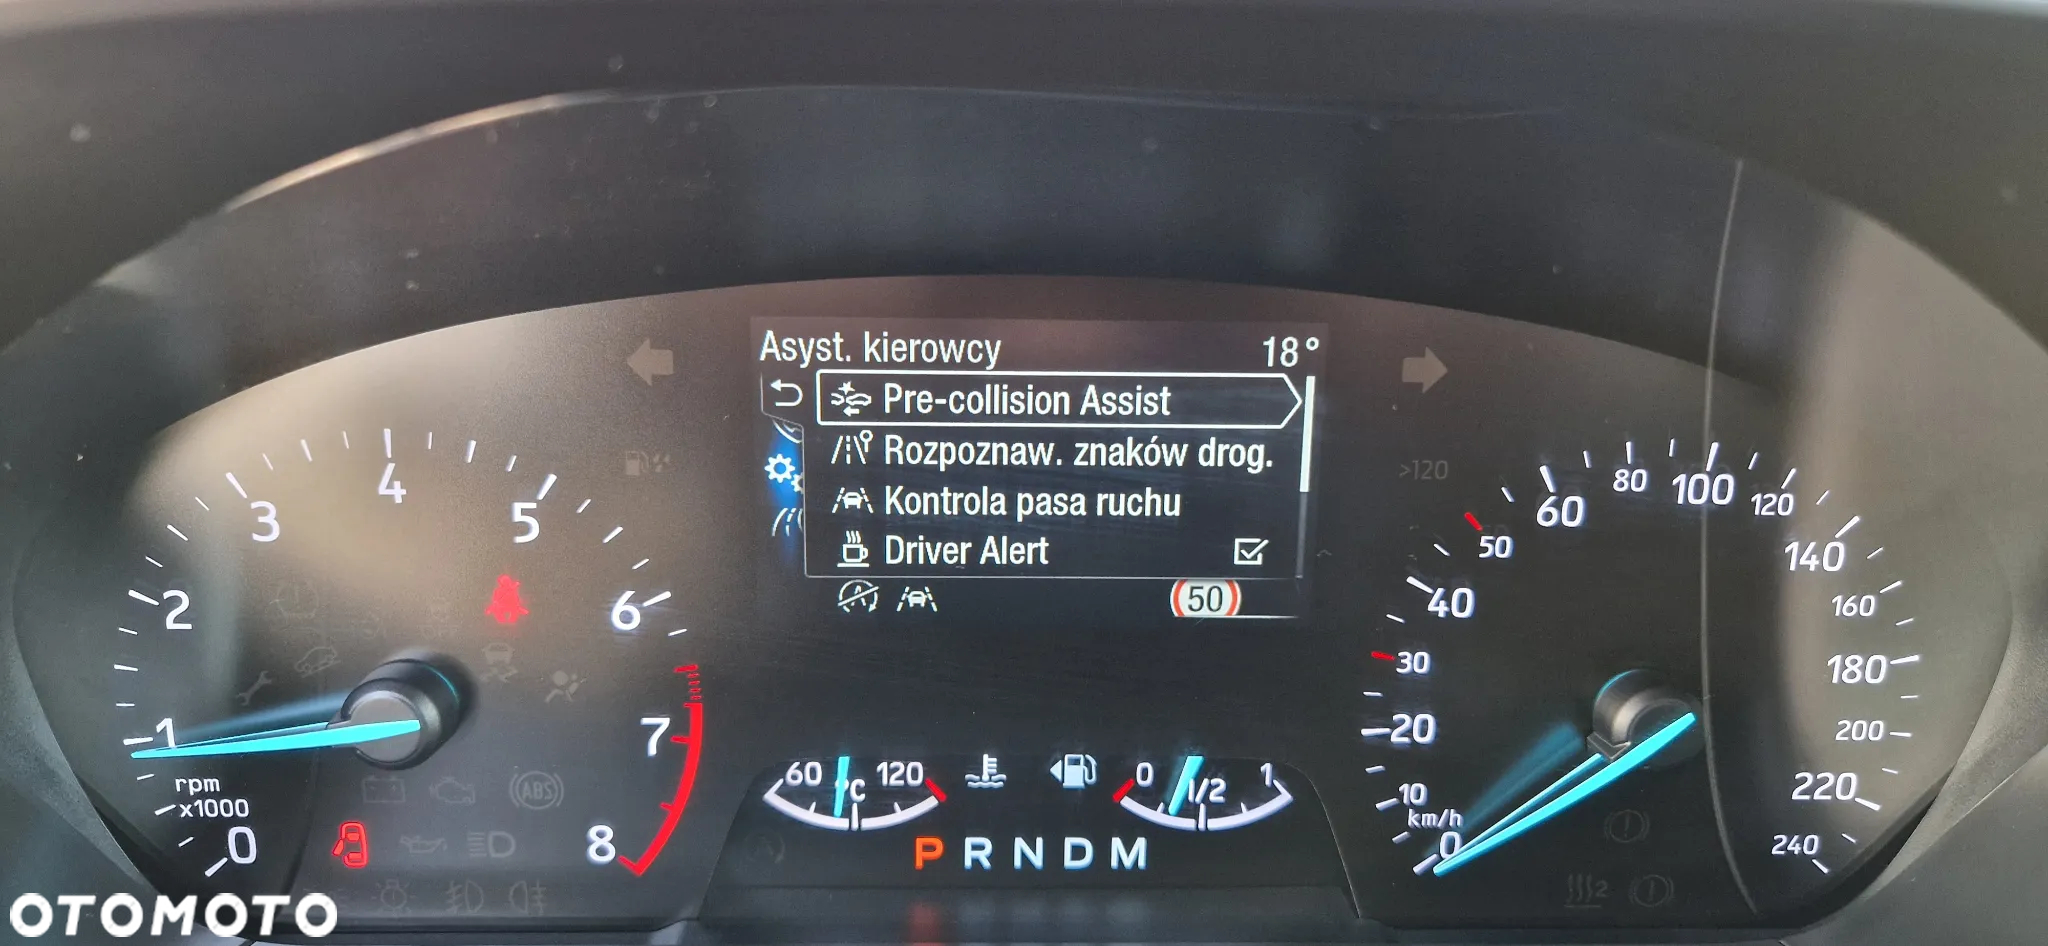 Asyst. kierowcy 18°
Pre-collision Assist
Rozpoznaw. znaków drog.
Kontrola pasa ruchu
Driver Alert
50
0 1 2 3 4 5 6 7 8
rpm
x1000
ABS
60 °C 120
0 1/2 1
P R N D M
>120
0 10 20 30 40 50 60 80 100 120 140 160 180 200 220 240
km/h
OTOMOTO